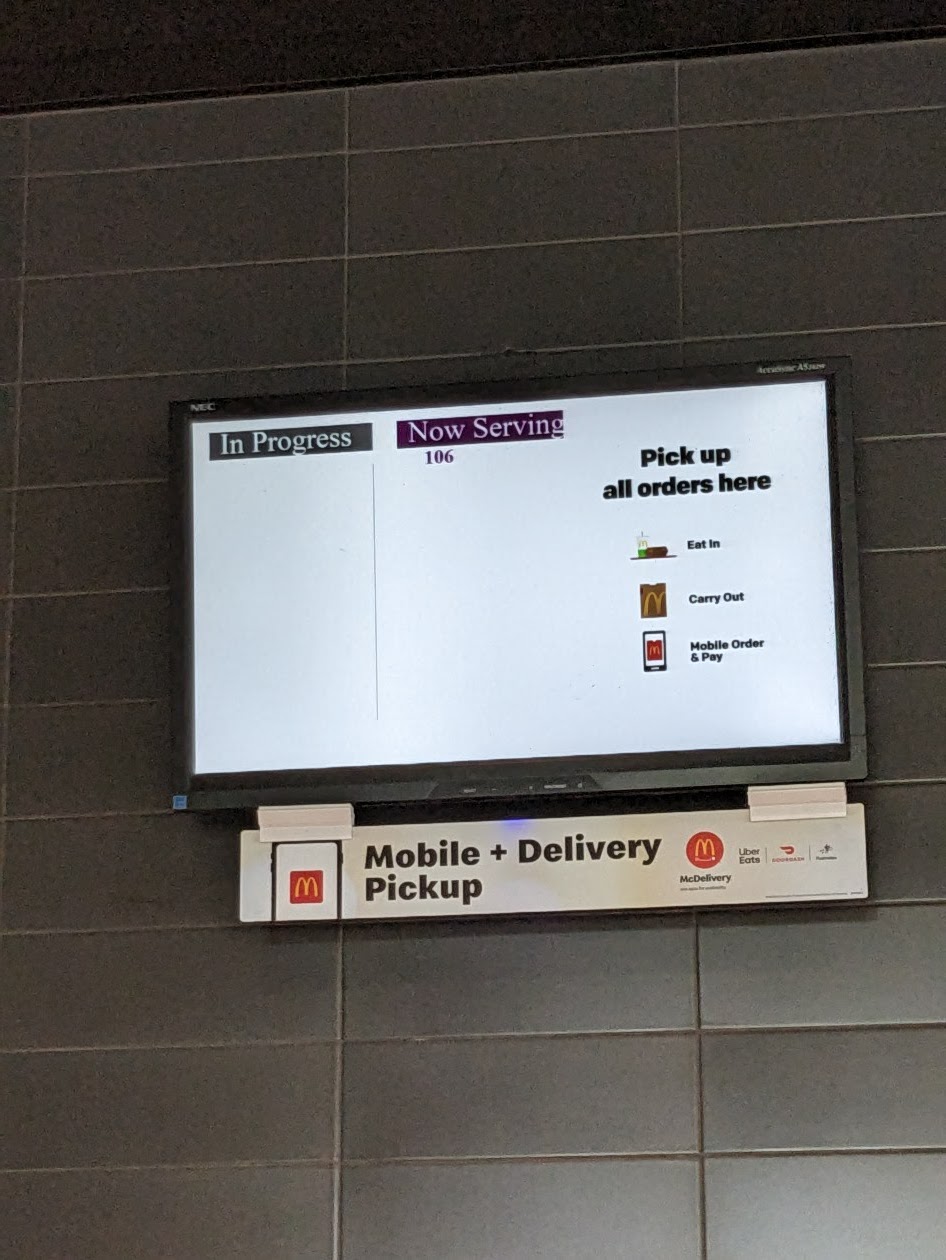 NEC
In Progress
Now Serving
106
Pick up
all orders here
Eat In
Carry Out
Mobile Order
& Pay
Mobile + Delivery
Pickup
McDelivery
Uber
Eats
DOORDASH